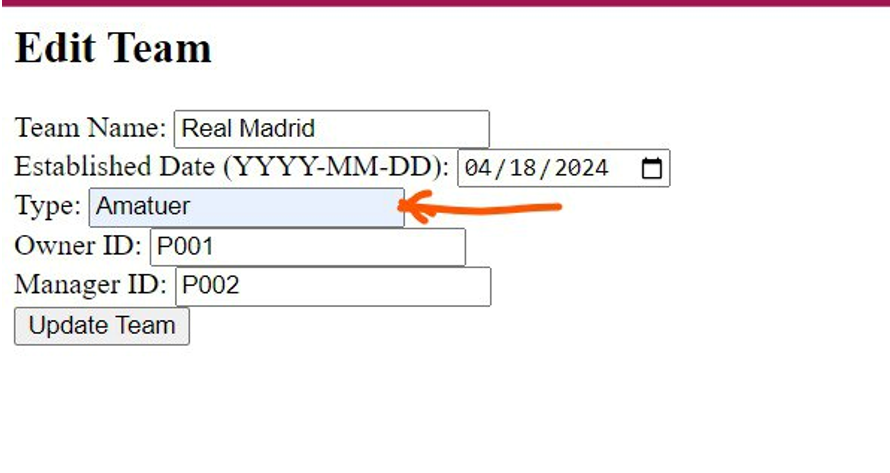 Edit Team
Team Name: Real Madrid
Established Date (YYYY-MM-DD): 04/18/2024
Type: Amatuer
Owner ID: P001
Manager ID: P002
Update Team